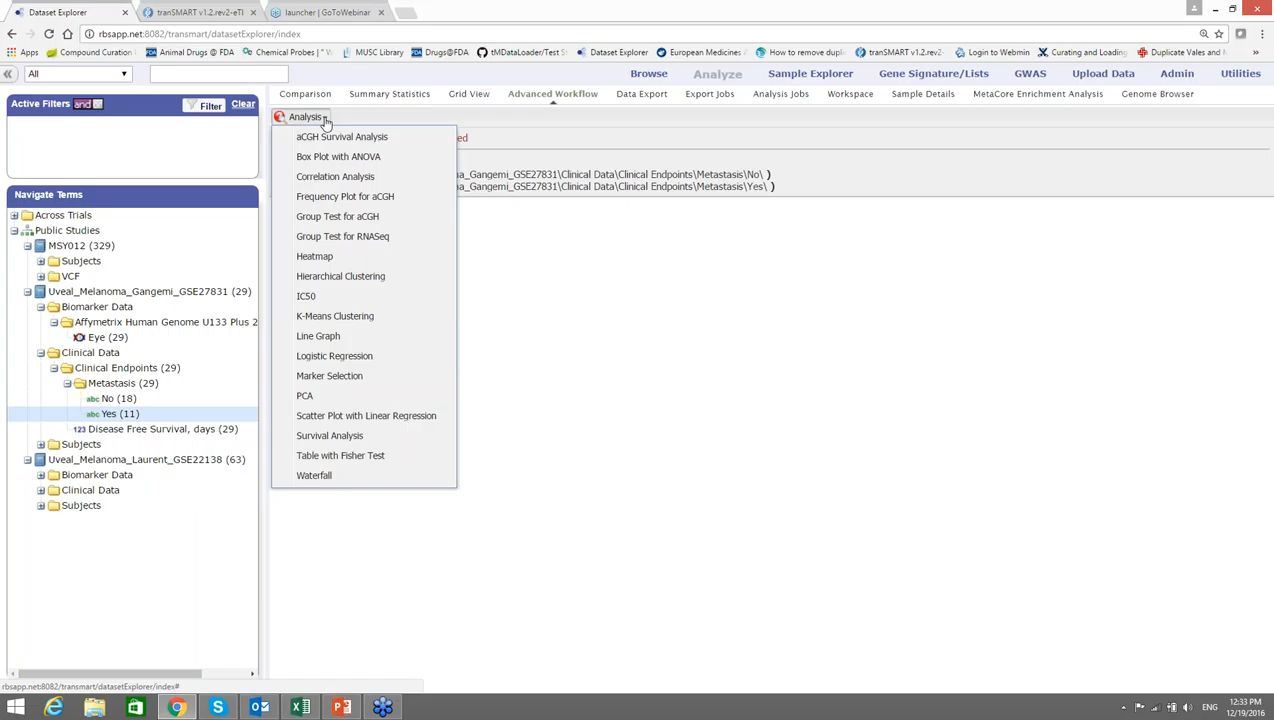 Dataset Explorer
tranSMART v1.2.rev2-eTI
launcher | GoToWebinar
rbsapp.net:8082/transmart/datasetExplorer/index
Apps
Compound Curation
Animal Drugs @ FDA
Chemical Probes | "
MUSC Library
Drugs@FDA
tMDataLoader/Test S
Dataset Explorer
European Medicines
How to remove dupli
tranSMART v1.2.rev2-
Login to Webmin
Curating and Loading
Duplicate Vales and M
All
Browse
Analyze
Sample Explorer
Gene Signature/Lists
GWAS
Upload Data
Admin
Utilities
Active Filters
and
Filter
Clear
Comparison
Summary Statistics
Grid View
Advanced Workflow
Data Export
Export Jobs
Analysis Jobs
Workspace
Sample Details
MetaCore Enrichment Analysis
Genome Browser
Analysis
aCGH Survival Analysis
Box Plot with ANOVA
Correlation Analysis
Frequency Plot for aCGH
Group Test for aCGH
Group Test for RNASeq
Heatmap
Hierarchical Clustering
IC50
K-Means Clustering
Line Graph
Logistic Regression
Marker Selection
PCA
Scatter Plot with Linear Regression
Survival Analysis
Table with Fisher Test
Waterfall
ed
a_Gangemi_GSE27831\Clinical Data\Clinical Endpoints\Metastasis\No\ )
a_Gangemi_GSE27831\Clinical Data\Clinical Endpoints\Metastasis\Yes\ )
Navigate Terms
Across Trials
Public Studies
MSY012 (329)
Subjects
VCF
Uveal_Melanoma_Gangemi_GSE27831 (29)
Biomarker Data
Affymetrix Human Genome U133 Plus 2
Eye (29)
Clinical Data
Clinical Endpoints (29)
Metastasis (29)
abc No (18)
abc Yes (11)
123 Disease Free Survival, days (29)
Subjects
Uveal_Melanoma_Laurent_GSE22138 (63)
Biomarker Data
Clinical Data
Subjects
rbsapp.net:8082/transmart/datasetExplorer/index#
ENG
12:33 PM
12/19/2016